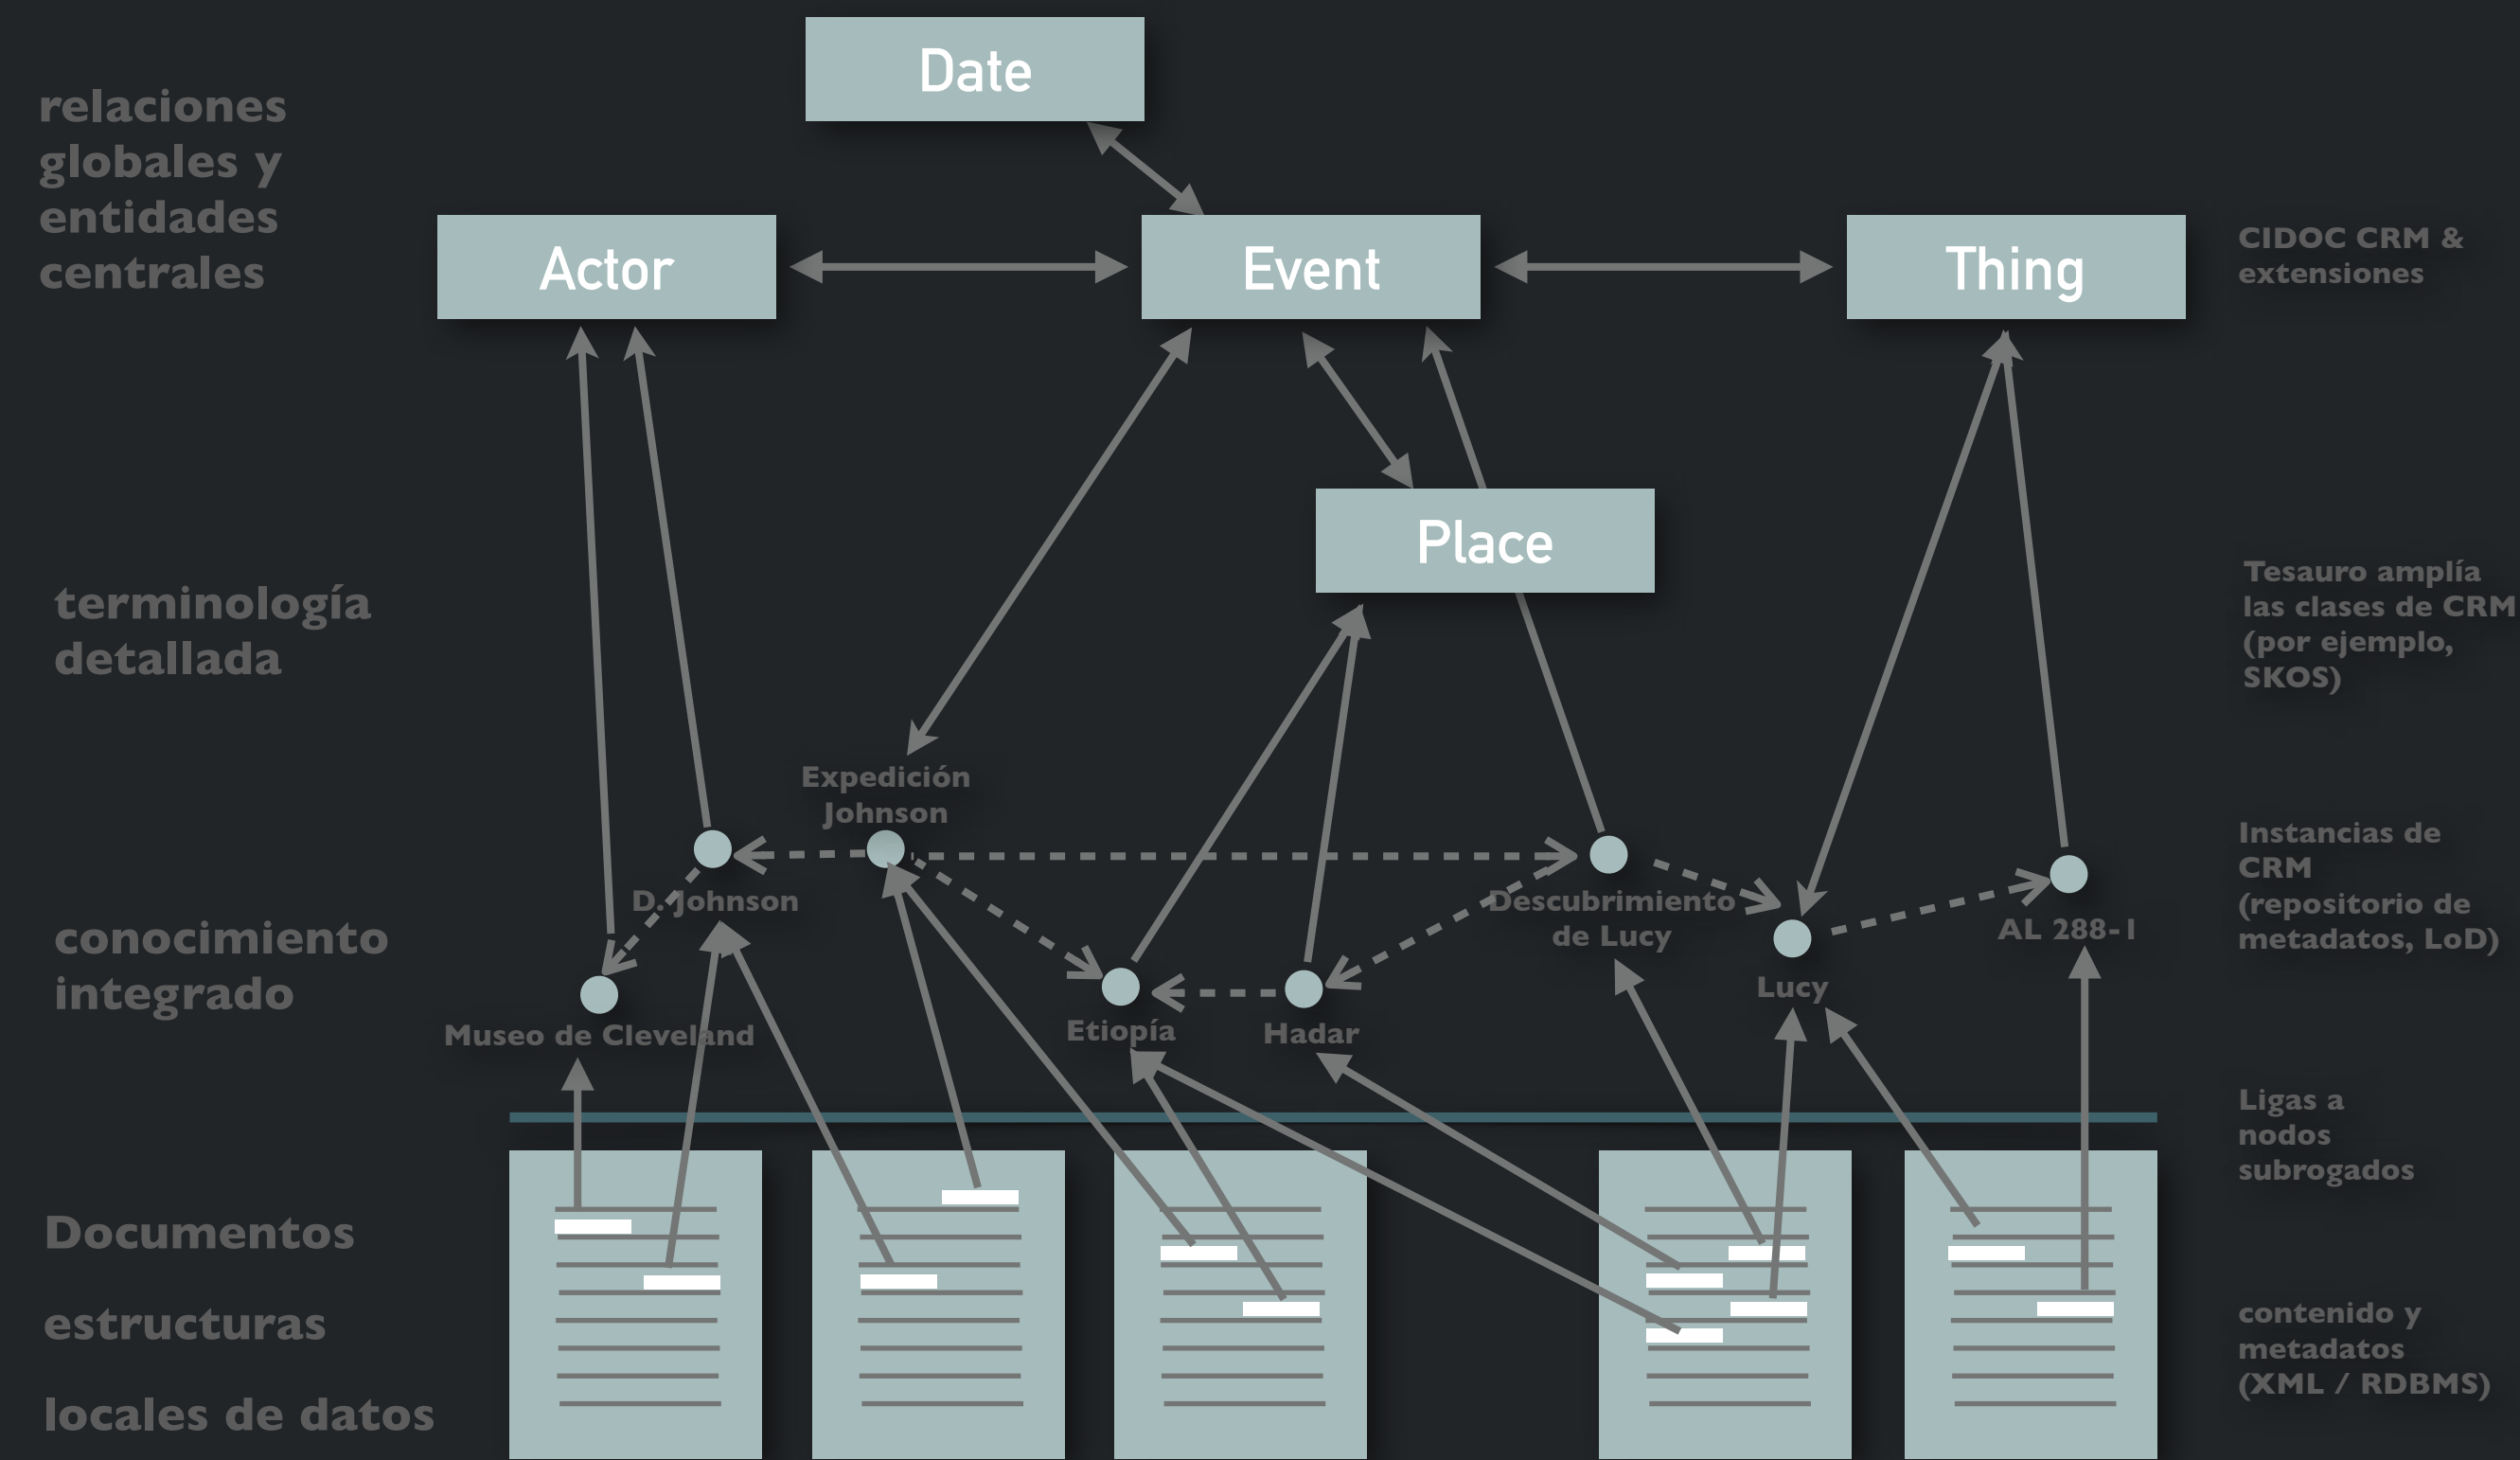 Date
relaciones
globales y
entidades
centrales
Actor
Event
Thing
CIDOC CRM &
extensiones
Place
terminología
detallada
Tesauro amplía
las clases de CRM
(por ejemplo,
SKOS)
Expedición
Johnson
D. Johnson
Descubrimiento
de Lucy
AL 288-1
Instancias de
CRM
(repositorio de
metadatos, LoD)
conocimiento
integrado
Lucy
Museo de Cleveland
Etiopía
Hadar
Ligas a
nodos
subrogados
Documentos
estructuras
locales de datos
contenido y
metadatos
(XML / RDBMS)